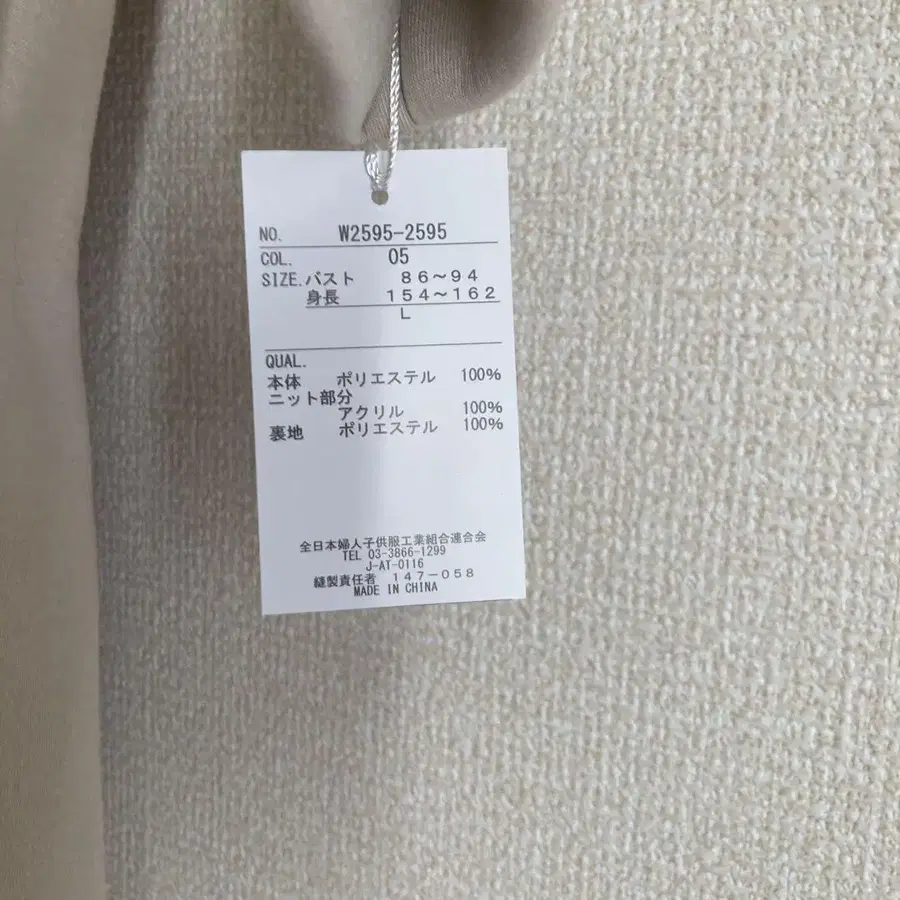 NO. W2595-2595
COL. 05
SIZE.バスト 86~94
身長 154~162
L
QUAL.
本体 ポリエステル 100%
ニット部分
アクリル 100%
裏地 ポリエステル 100%
全日本婦人子供服工業組合連合会
TEL 03-3866-1299
J-AT-0116
縫製責任者 147-058
MADE IN CHINA